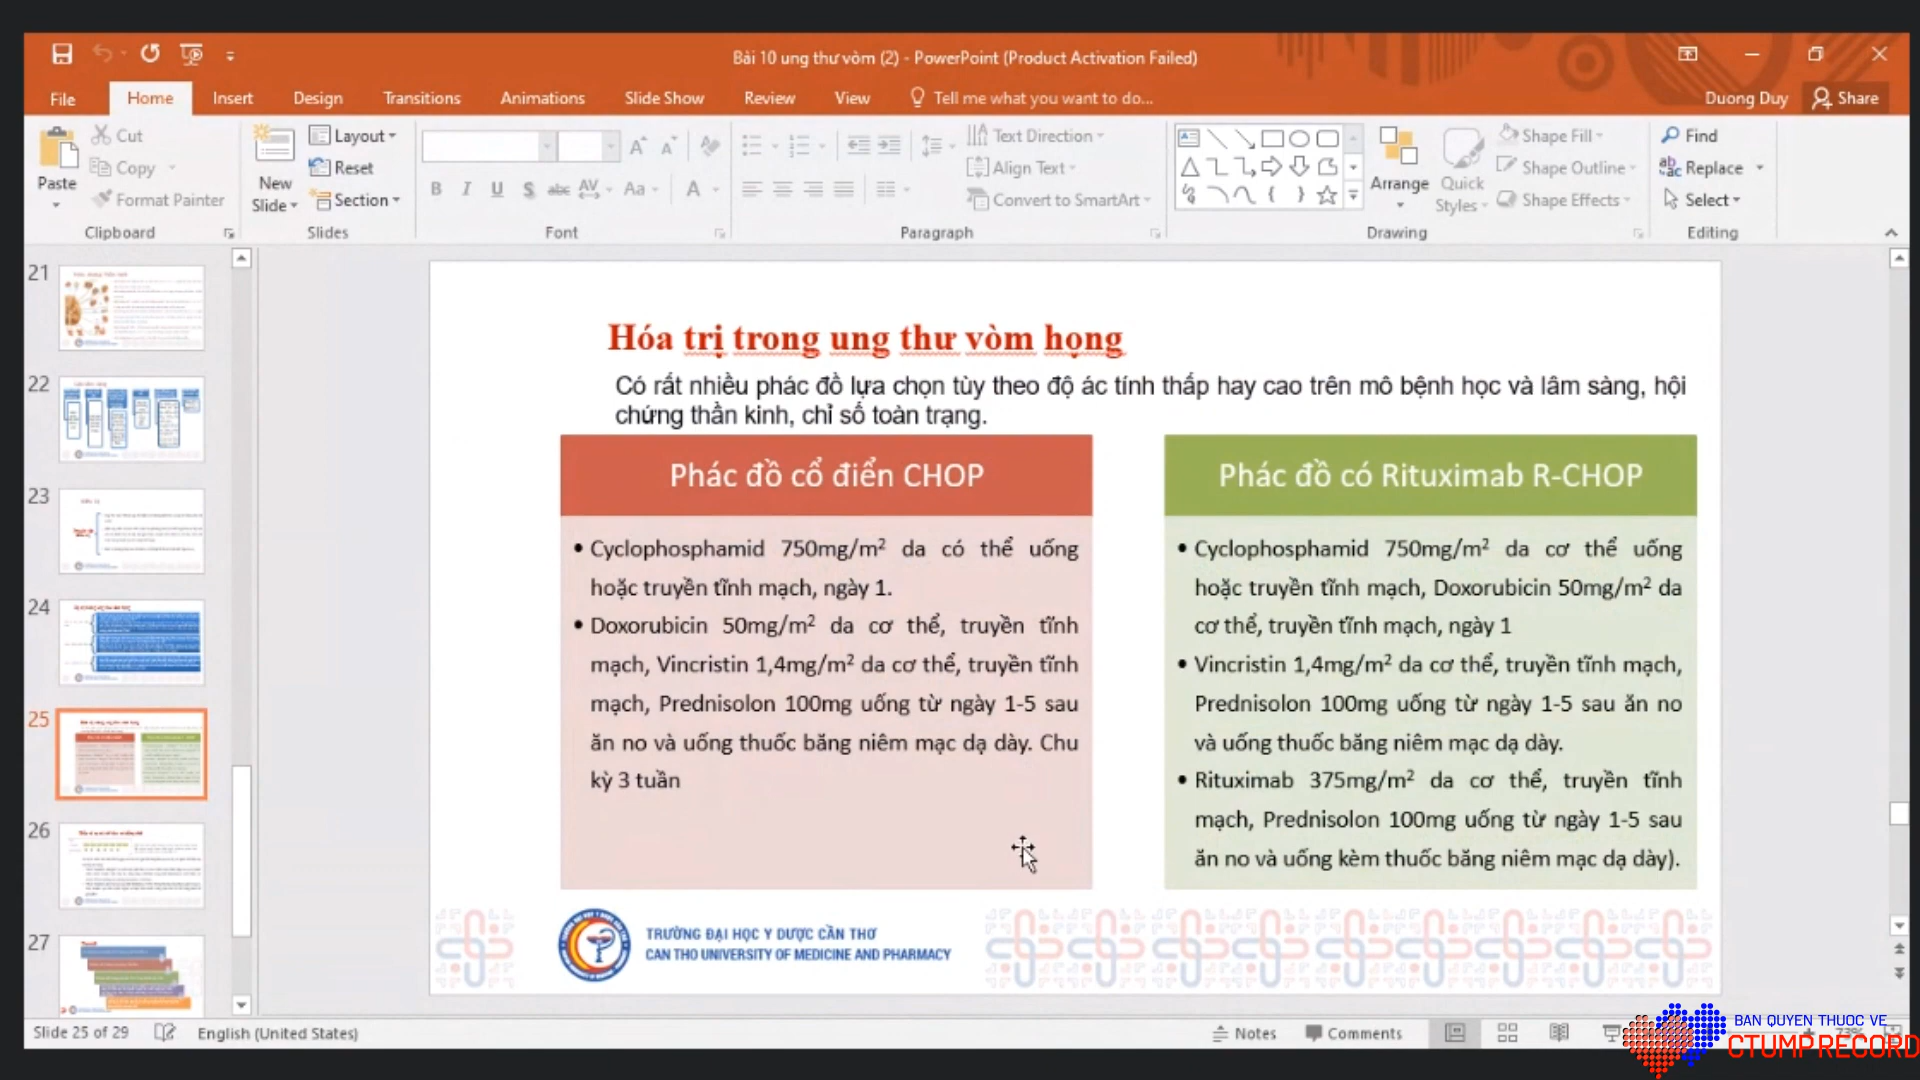 Bài 10 ung thư vòm (2) - PowerPoint (Product Activation Failed)
File Home Insert Design Transitions Animations Slide Show Review View Tell me what you want to do... Duong Duy Share
Paste
Cut
Copy
Format Painter
Clipboard
New
Slide
Layout
Reset
Section
Slides
Font
Text Direction
Align Text
Convert to SmartArt
Paragraph
Arrange
Quick
Styles
Shape Fill
Shape Outline
Shape Effects
Drawing
Find
Replace
Select
Editing
21
22
23
24
25
26
27
Hóa trị trong ung thư vòm họng
Có rất nhiều phác đồ lựa chọn tùy theo độ ác tính thấp hay cao trên mô bệnh học và lâm sàng, hội
chứng thần kinh, chỉ số toàn trạng.
Phác đồ cổ điển CHOP
• Cyclophosphamid 750mg/m² da có thể uống
hoặc truyền tĩnh mạch, ngày 1.
• Doxorubicin 50mg/m² da cơ thể, truyền tĩnh
mạch, Vincristin 1,4mg/m² da cơ thể, truyền tĩnh
mạch, Prednisolon 100mg uống từ ngày 1-5 sau
ăn no và uống thuốc băng niêm mạc dạ dày. Chu
kỳ 3 tuần
Phác đồ có Rituximab R-CHOP
• Cyclophosphamid 750mg/m² da cơ thể uống
hoặc truyền tĩnh mạch, Doxorubicin 50mg/m² da
cơ thể, truyền tĩnh mạch, ngày 1
• Vincristin 1,4mg/m² da cơ thể, truyền tĩnh mạch,
Prednisolon 100mg uống từ ngày 1-5 sau ăn no
và uống thuốc băng niêm mạc dạ dày.
• Rituximab 375mg/m² da cơ thể, truyền tĩnh
mạch, Prednisolon 100mg uống từ ngày 1-5 sau
ăn no và uống kèm thuốc băng niêm mạc dạ dày).
TRƯỜNG ĐẠI HỌC Y DƯỢC CẦN THƠ
CAN THO UNIVERSITY OF MEDICINE AND PHARMACY
Slide 25 of 29 English (United States) Notes Comments
BAN QUYEN THUOC VE
CTUMP RECORD